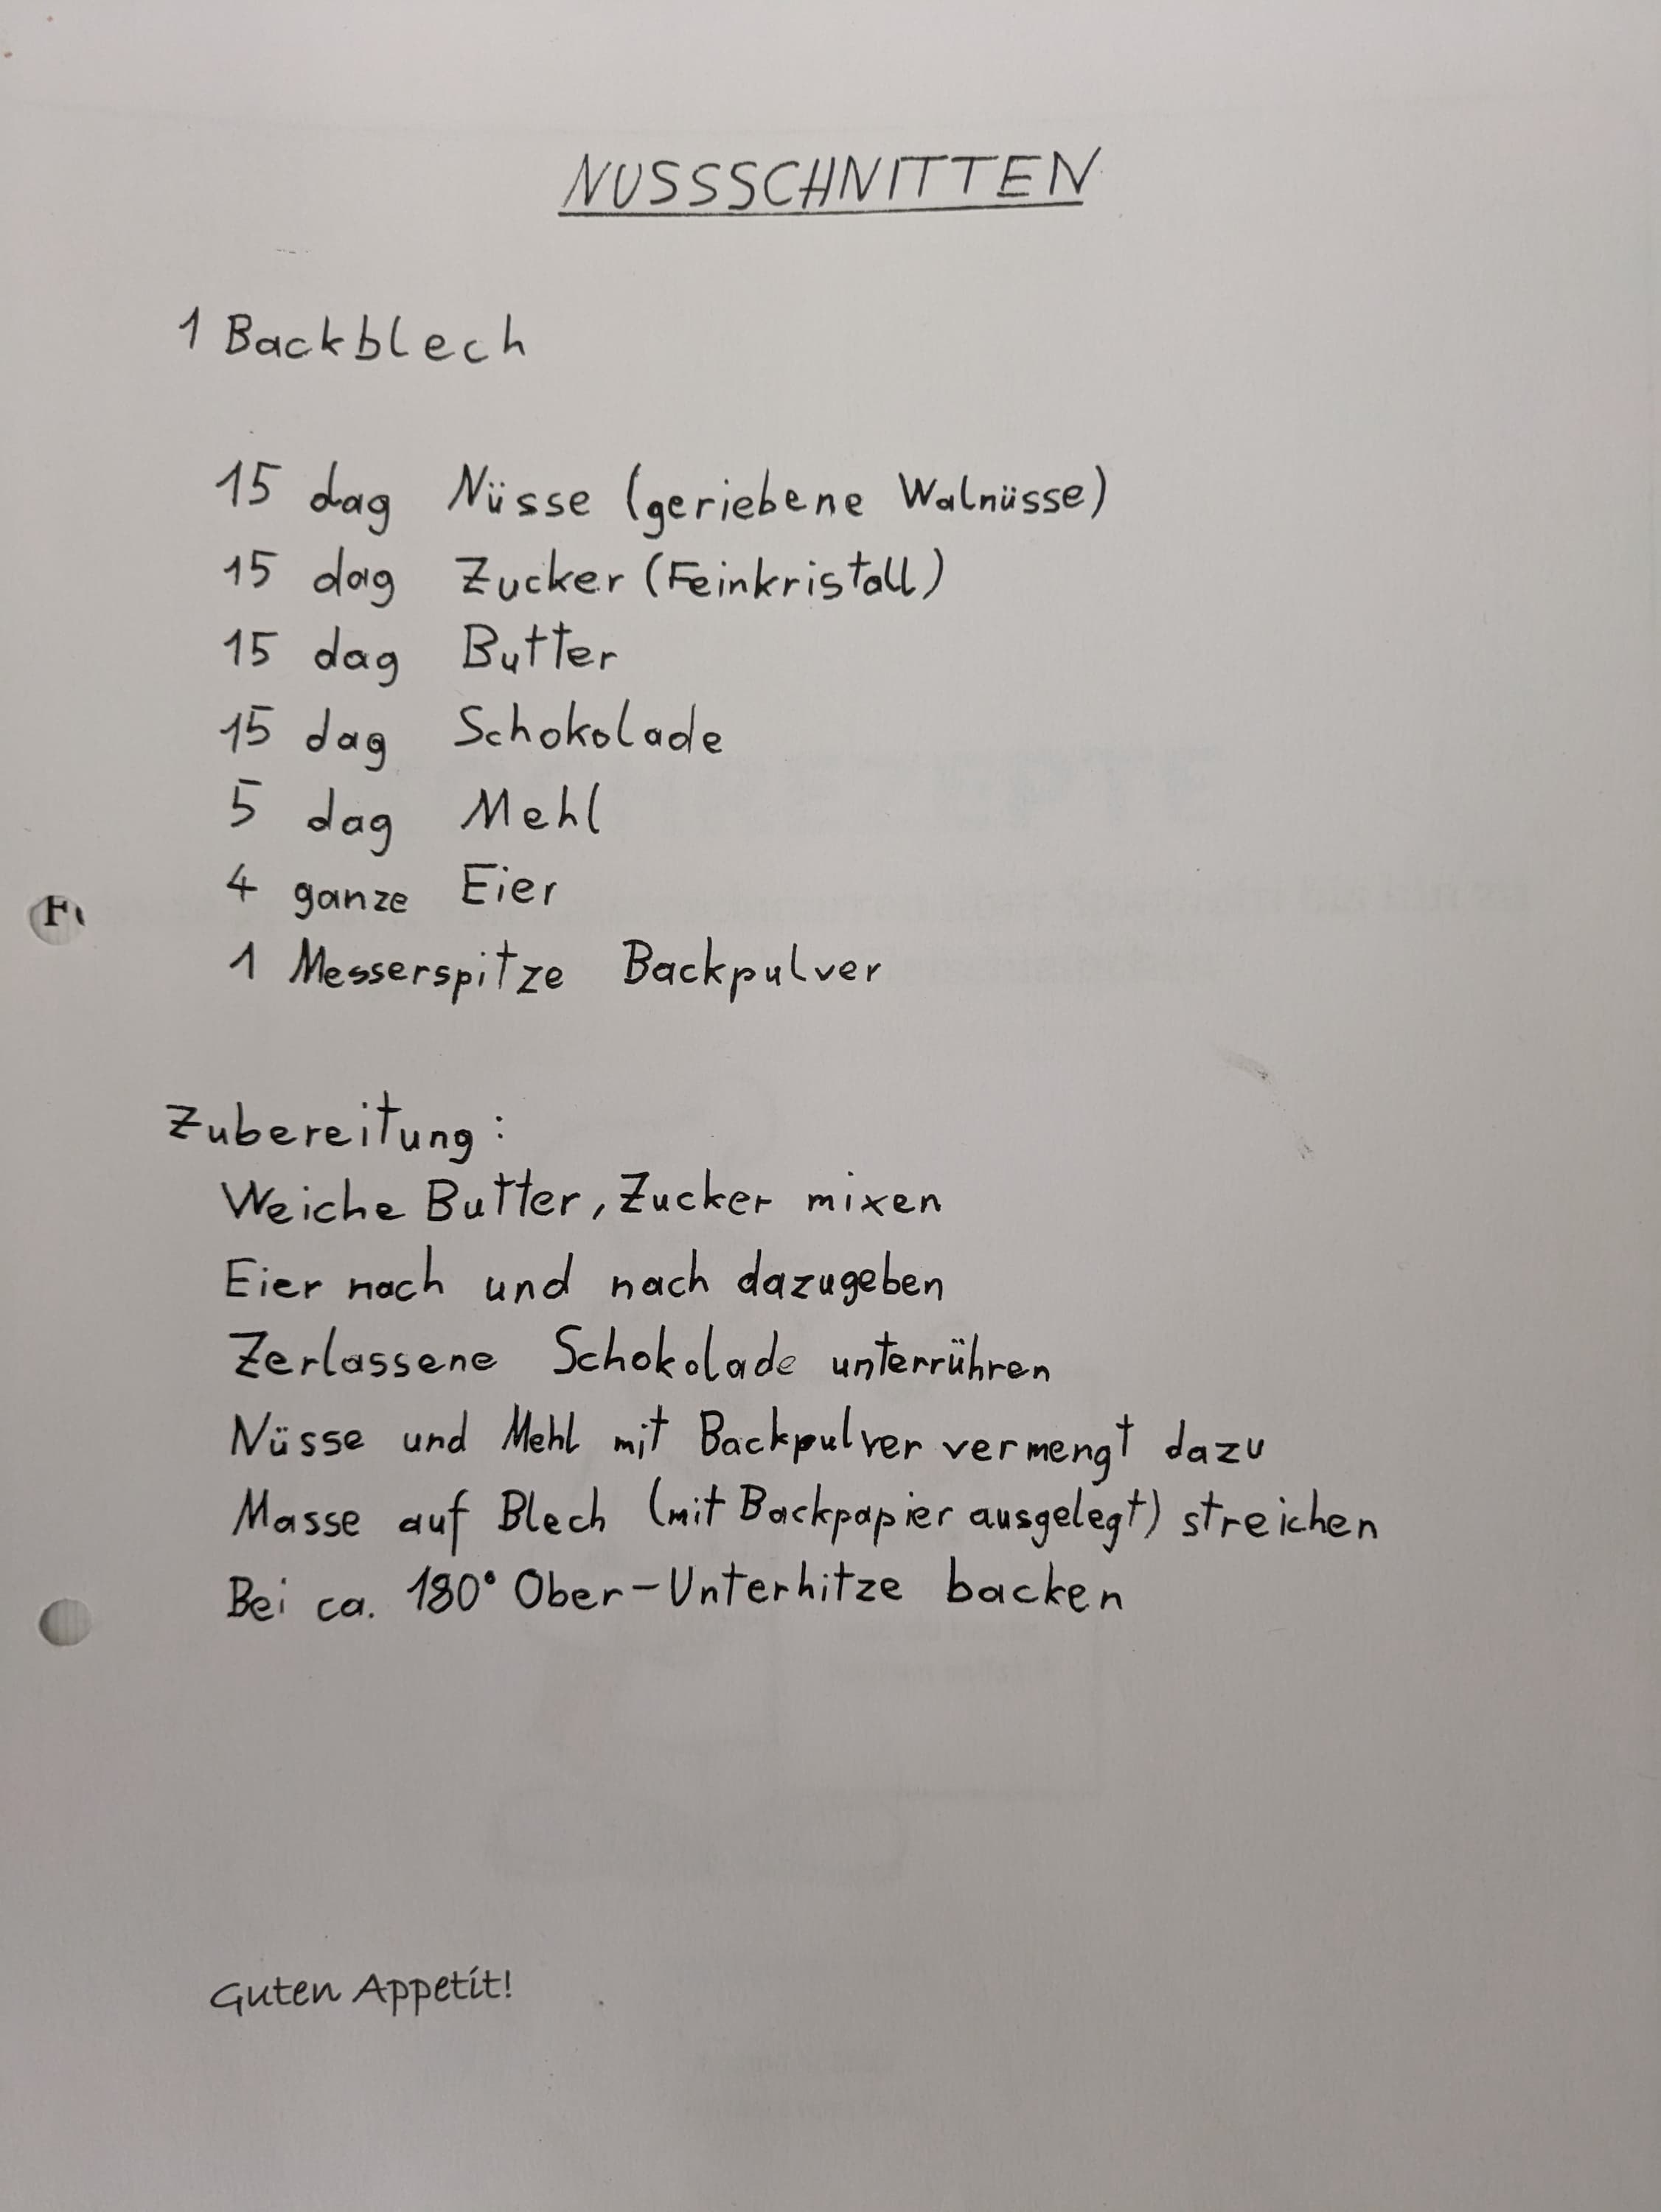 NUSSSCHNITTEN
1 Backblech
15 dag Nüsse (geriebene Walnüsse)
15 dag Zucker (Feinkristall)
15 dag Butter
15 dag Schokolade
5 dag Mehl
4 ganze Eier
1 Messerspitze Backpulver
Zubereitung:
Weiche Butter, Zucker mixen
Eier nach und nach dazugeben
Zerlassene Schokolade unterrühren
Nüsse und Mehl mit Backpulver vermengt dazu
Masse auf Blech (mit Backpapier ausgelegt) streichen
Bei ca. 180° Ober-Unterhitze backen
Guten Appetit!